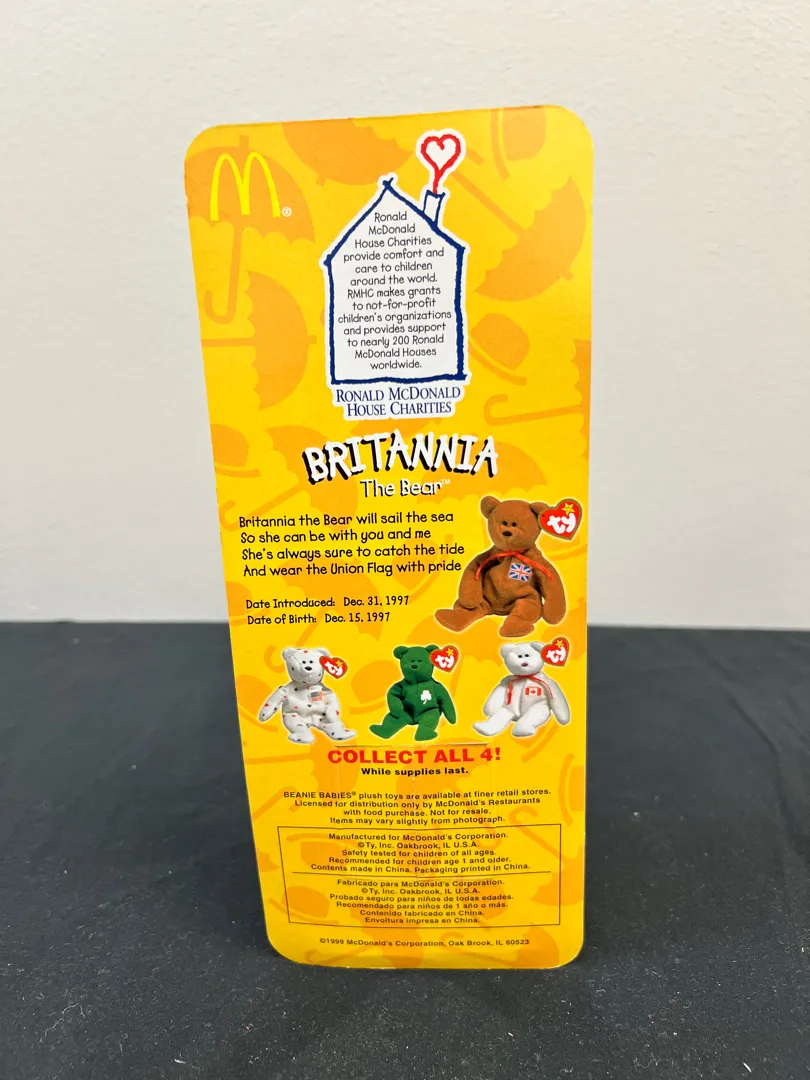 M®
Ronald
McDonald
House Charities
provide comfort and
care to children
around the world.
RMHC makes grants
to not-for-profit
children's organizations
and provides support
to nearly 200 Ronald
McDonald Houses
worldwide.
RONALD MCDONALD
HOUSE CHARITIES
BRITANNIA
The Bear™
Britannia the Bear will sail the sea
So she can be with you and me
She's always sure to catch the tide
And wear the Union Flag with pride
ty
Date Introduced: Dec. 31, 1997
Date of Birth: Dec. 15, 1997
ty
ty
ty
COLLECT ALL 4!
While supplies last.
BEANIE BABIES® plush toys are available at finer retail stores.
Licensed for distribution only by McDonald's Restaurants
with food purchase. Not for resale.
Items may vary slightly from photograph.
Manufactured for McDonald's Corporation.
©Ty, Inc. Oakbrook, IL U.S.A.
Safety tested for children of all ages.
Recommended for children age 1 and older.
Contents made in China. Packaging printed in China.
Fabricado para McDonald's Corporation.
©Ty, Inc. Oakbrook, IL U.S.A.
Probado seguro para niños de todas edades.
Recomendado para niños de 1 año o más.
Contenido fabricado en China.
Envoltura impresa en China.
©1999 McDonald's Corporation, Oak Brook, IL 60523